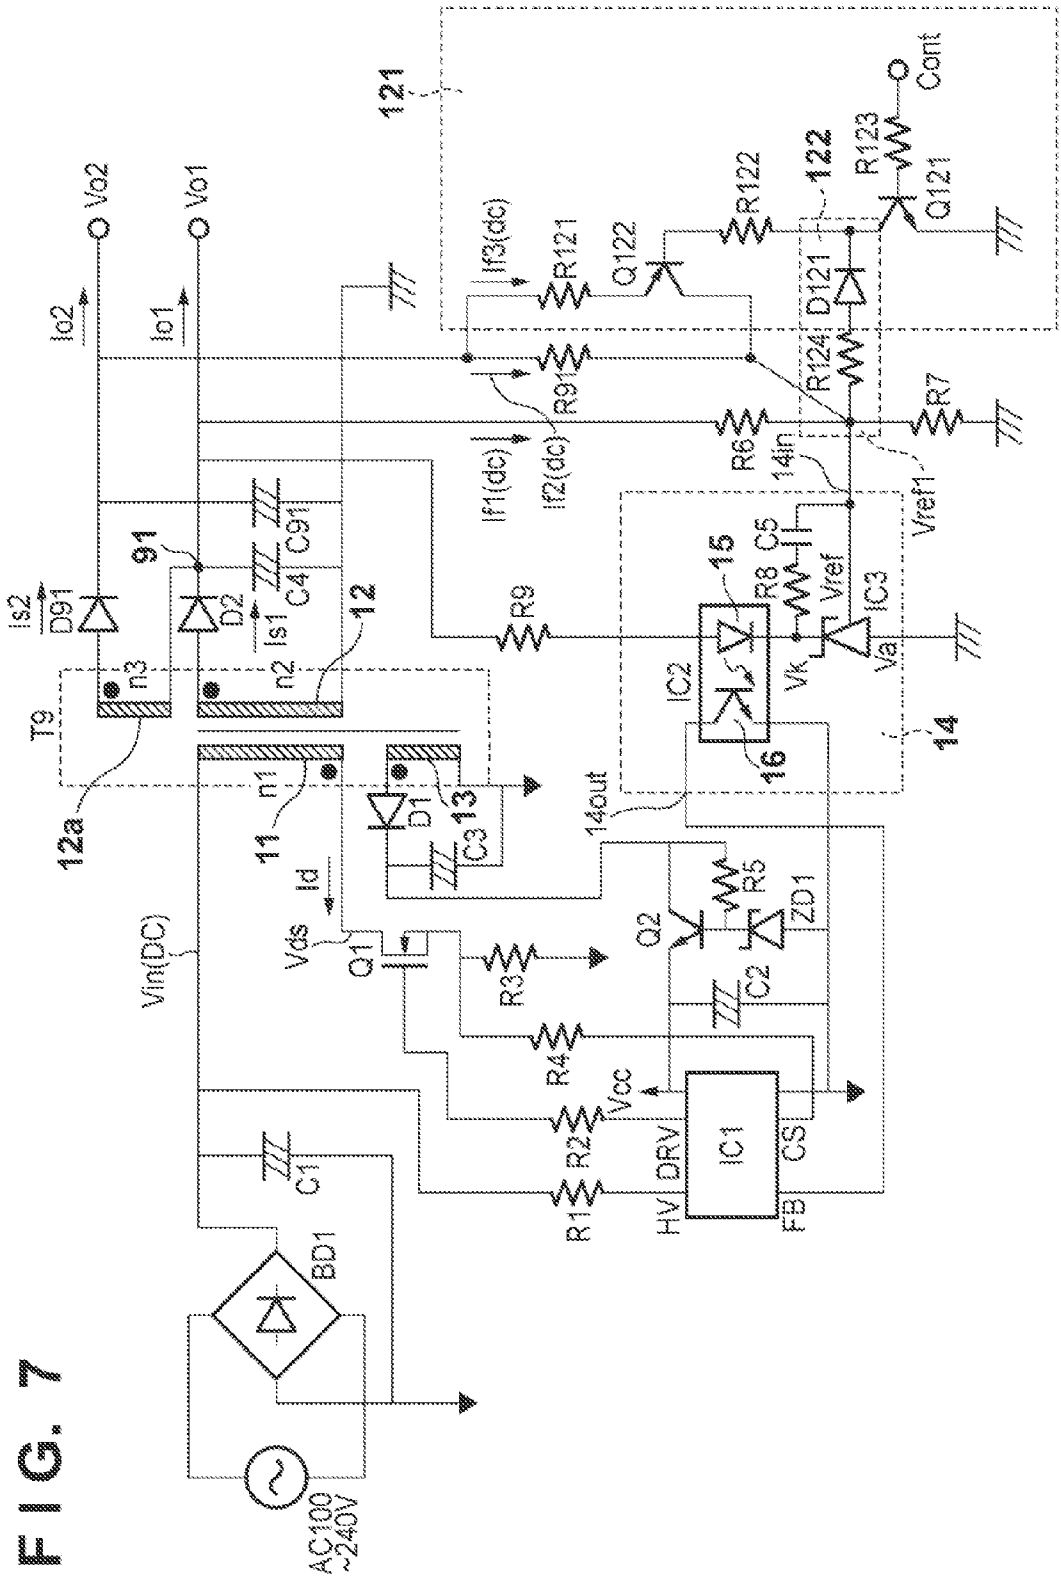 FIG. 7
AC100
~240V
BD1
C1
Vin(DC)
T9
12a
n1
11
n3
n2
12
13
Is2
D91
D2
Is1
91
C4
C91
Io2
Vo2
Io1
Vo1
Id
Vds
Q1
D1
C3
R1
R2
R4
R3
HV
DRV
Vcc
IC1
FB
CS
C2
Q2
R5
ZD1
14out
R9
IC2
15
16
14
Vk
Va
R8
C5
Vref
IC3
14in
Vref1
R6
R7
If1(dc)
If2(dc)
R91
If3(dc)
R121
Q122
R122
R124
D121
122
121
R123
Q121
Cont